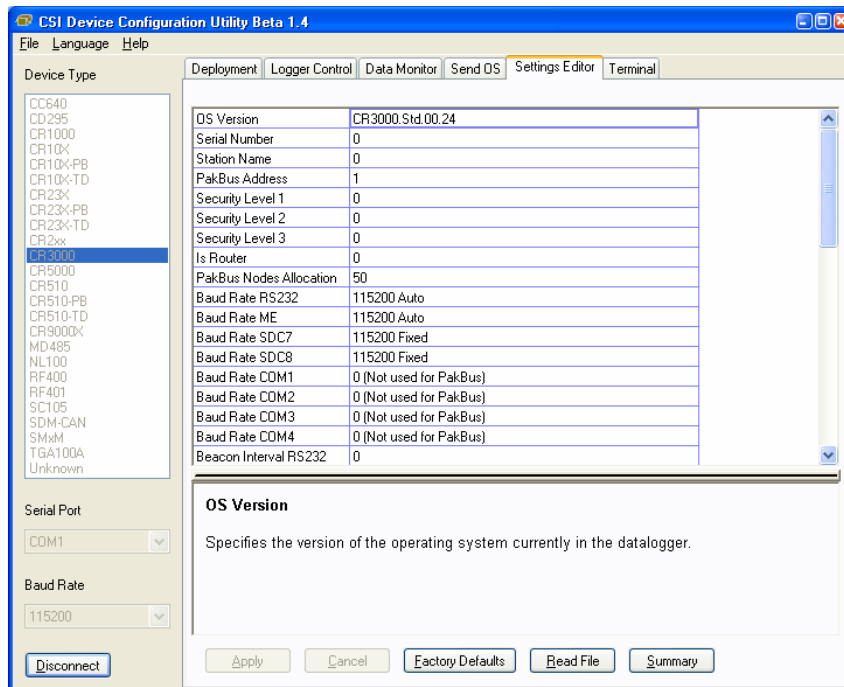 CSI Device Configuration Utility Beta 1.4
File Language Help
Device Type
CC640
CD295
CR1000
CR10X
CR10X-PB
CR10X-TD
CR23X
CR23X-PB
CR23X-TD
CR2xx
CR3000
CR5000
CR510
CR510-PB
CR510-TD
CR9000X
MD485
NL100
RF400
RF401
SC105
SDM-CAN
SMxM
TGA100A
Unknown
Serial Port
COM1
Baud Rate
115200
Disconnect
Deployment Logger Control Data Monitor Send OS Settings Editor Terminal
OS Version CR3000.Std.00.24
Serial Number 0
Station Name 0
PakBus Address 1
Security Level 1 0
Security Level 2 0
Security Level 3 0
Is Router 0
PakBus Nodes Allocation 50
Baud Rate RS232 115200 Auto
Baud Rate ME 115200 Auto
Baud Rate SDC7 115200 Fixed
Baud Rate SDC8 115200 Fixed
Baud Rate COM1 0 (Not used for PakBus)
Baud Rate COM2 0 (Not used for PakBus)
Baud Rate COM3 0 (Not used for PakBus)
Baud Rate COM4 0 (Not used for PakBus)
Beacon Interval RS232 0
OS Version
Specifies the version of the operating system currently in the datalogger.
Apply Cancel Factory Defaults Read File Summary